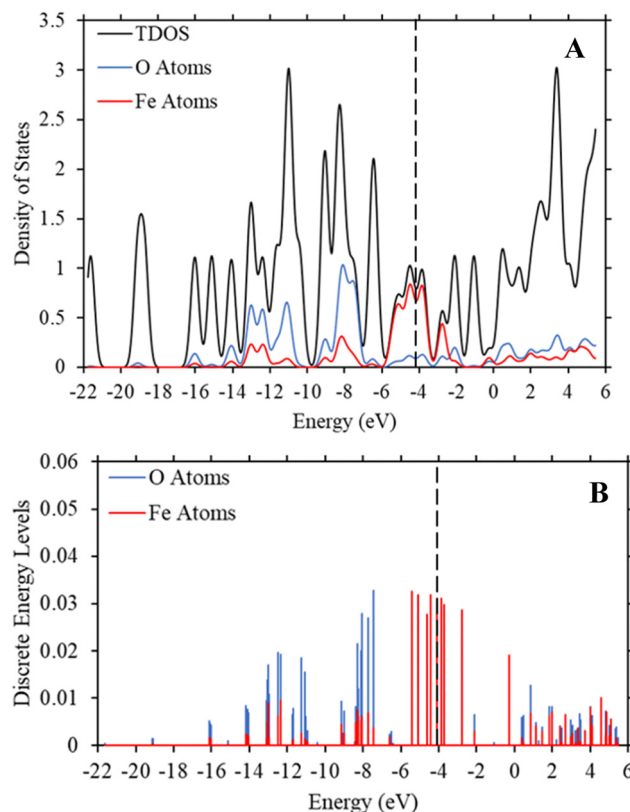 A
TDOS
O Atoms
Fe Atoms
Density of States
3.5
3
2.5
2
1.5
1
0.5
0
-22 -20 -18 -16 -14 -12 -10 -8 -6 -4 -2 0 2 4 6
Energy (eV)
B
O Atoms
Fe Atoms
Discrete Energy Levels
0.06
0.05
0.04
0.03
0.02
0.01
0
-22 -20 -18 -16 -14 -12 -10 -8 -6 -4 -2 0 2 4 6
Energy (eV)